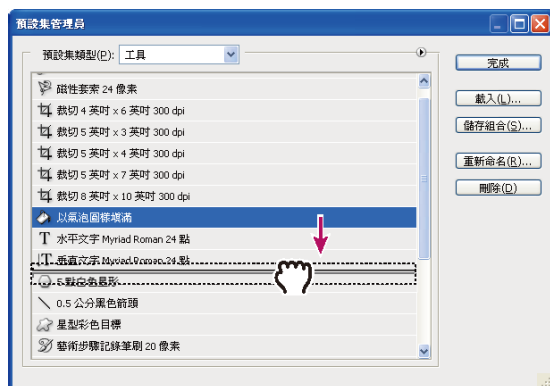 預設集管理員
預設集類型(P): 工具
磁性套索 24 像素
裁切 4 英吋 x 6 英吋 300 dpi
裁切 5 英吋 x 3 英吋 300 dpi
裁切 5 英吋 x 4 英吋 300 dpi
裁切 5 英吋 x 7 英吋 300 dpi
裁切 8 英吋 x 10 英吋 300 dpi
以氣泡圖樣填滿
水平文字 Myriad Roman 24 點
垂直文字 Myriad Roman 24 點
5 點白色星形
0.5 公分黑色箭頭
星型彩色目標
藝術步驟記錄筆刷 20 像素
完成
載入(L)...
儲存組合(S)...
重新命名(R)...
刪除(D)